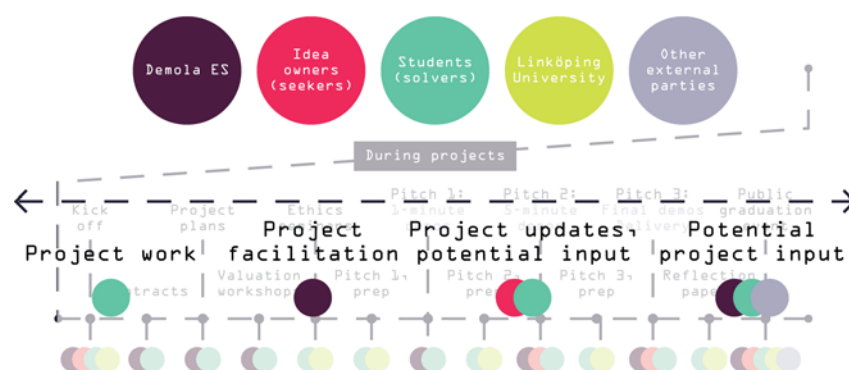 Demola ES
Idea
owners
(seekers)
Students
(solvers)
Linköping
University
Other
external
parties
During projects
Kick
off
Project
plans
Ethics
Pitch 1:
1-minute
Pitch 2:
5-minute
Pitch 3:
Final demos
Delivery
Public
graduation
Project work
Project
facilitation
Project updates,
potential input
Potential
project input
Valuation
workshop
Pitch 1,
prep
Pitch 2,
prep
Pitch 3,
prep
Reflection
paper